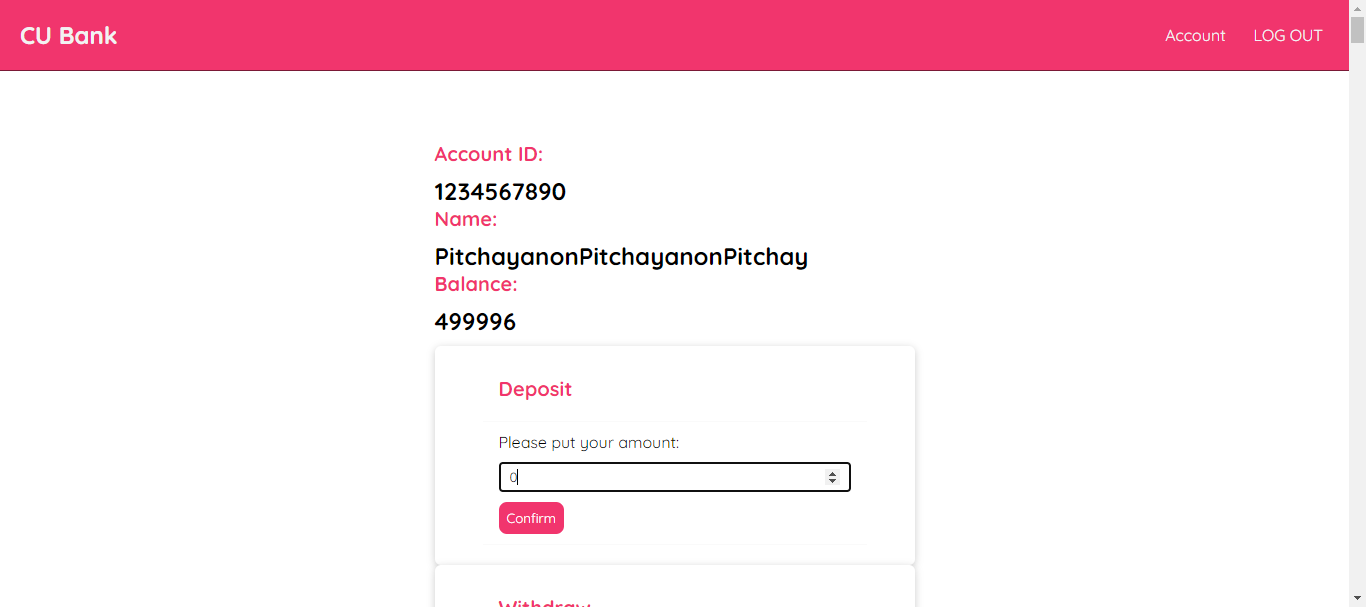 CU Bank
Account LOG OUT
Account ID:
1234567890
Name:
PitchayanonPitchayanonPitchay
Balance:
499996
Deposit
Please put your amount:
0
Confirm
Withdraw